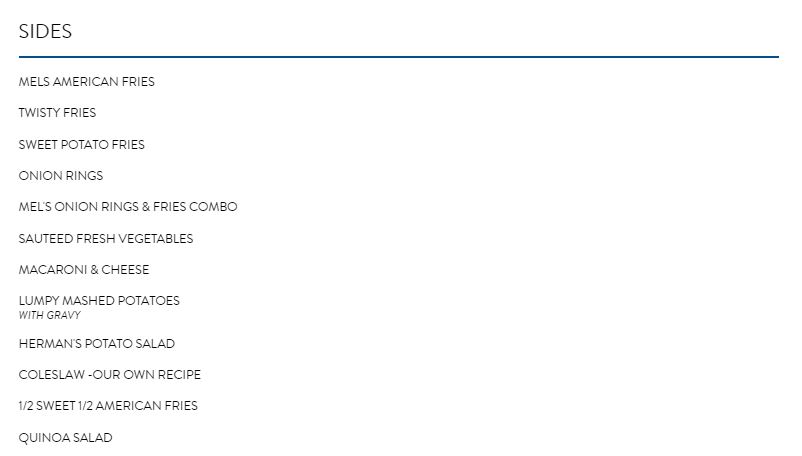 SIDES
MELS AMERICAN FRIES
TWISTY FRIES
SWEET POTATO FRIES
ONION RINGS
MEL'S ONION RINGS & FRIES COMBO
SAUTEED FRESH VEGETABLES
MACARONI & CHEESE
LUMPY MASHED POTATOES
WITH GRAVY
HERMAN'S POTATO SALAD
COLESLAW -OUR OWN RECIPE
1/2 SWEET 1/2 AMERICAN FRIES
QUINOA SALAD